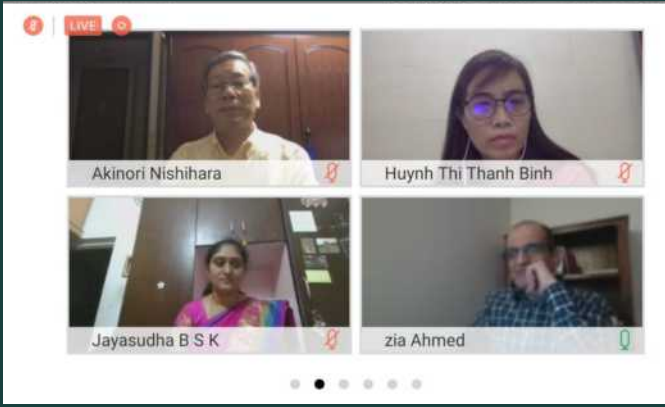 LIVE
Akinori Nishihara
Huynh Thi Thanh Binh
Jayasudha B S K
zia Ahmed